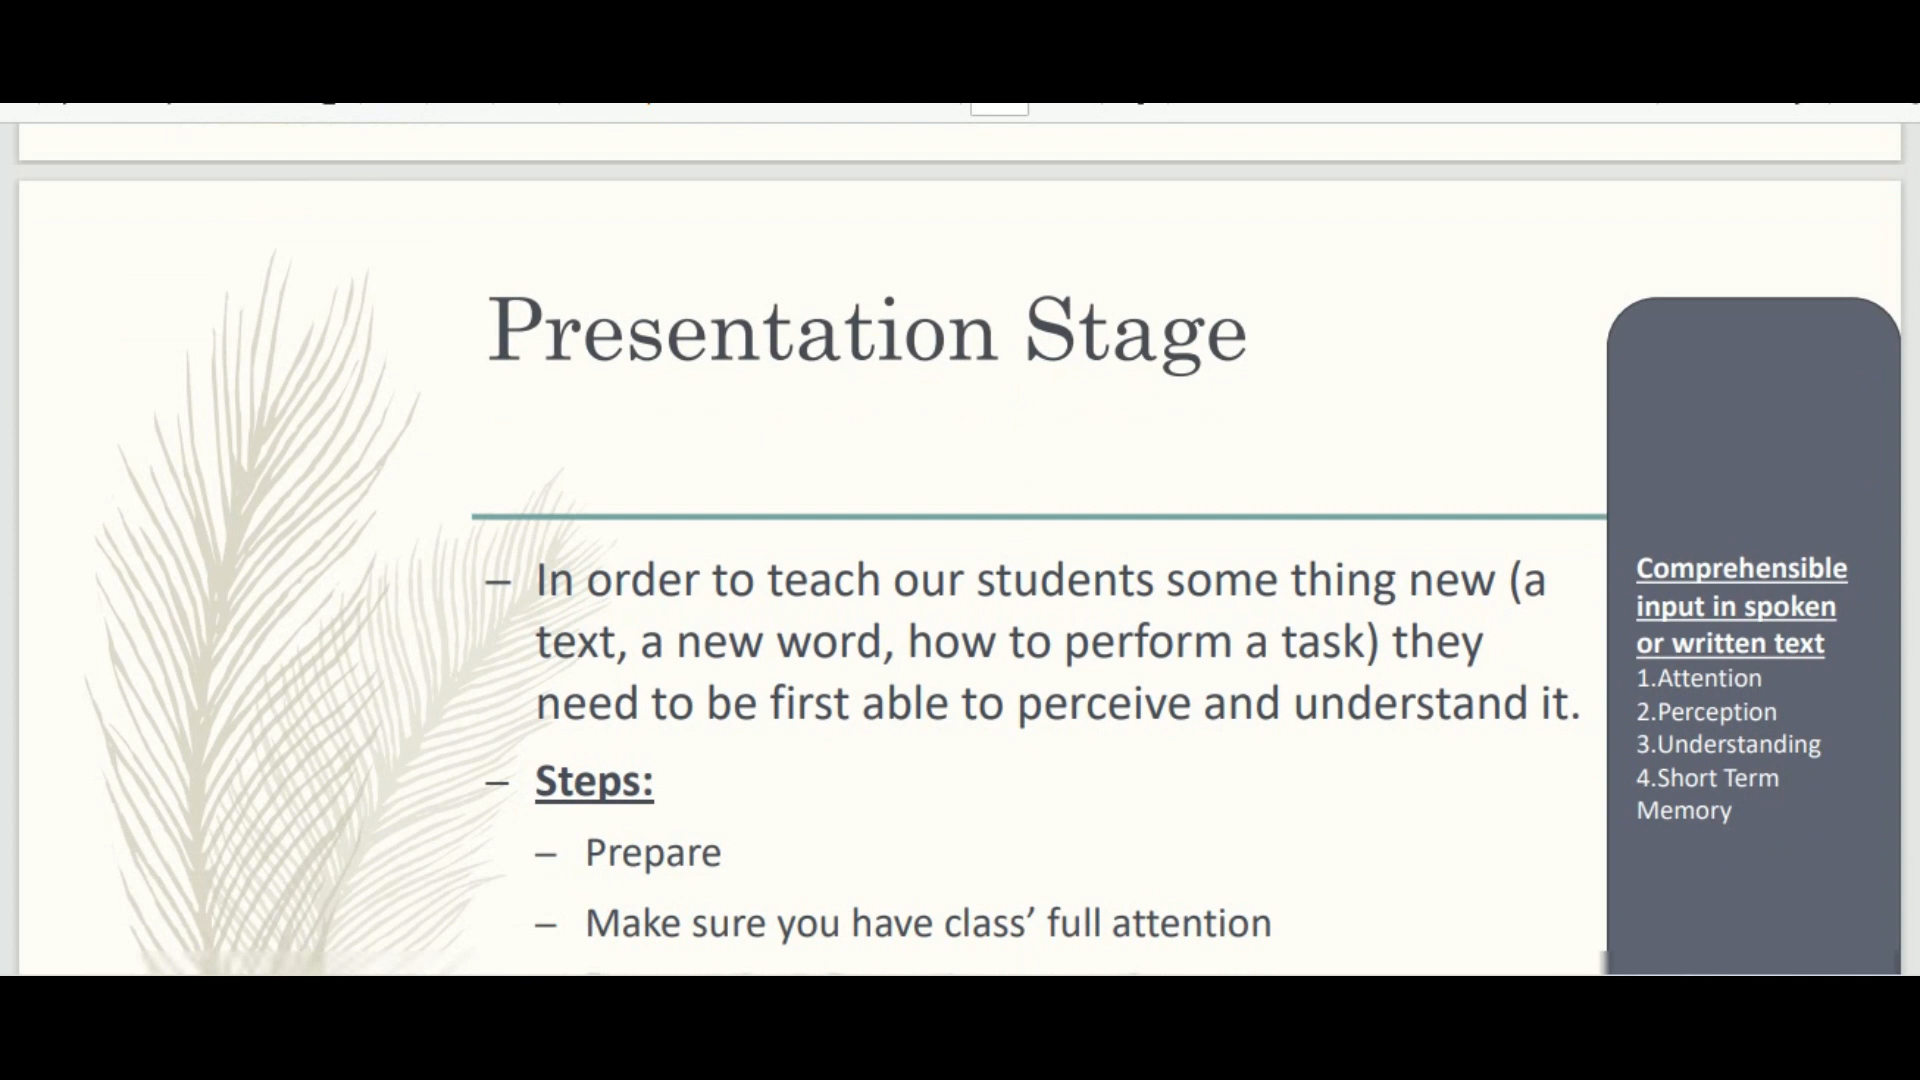 Presentation Stage
– In order to teach our students some thing new (a
text, a new word, how to perform a task) they
need to be first able to perceive and understand it.
– Steps:
– Prepare
– Make sure you have class’ full attention
Comprehensible
input in spoken
or written text
1.Attention
2.Perception
3.Understanding
4.Short Term
Memory